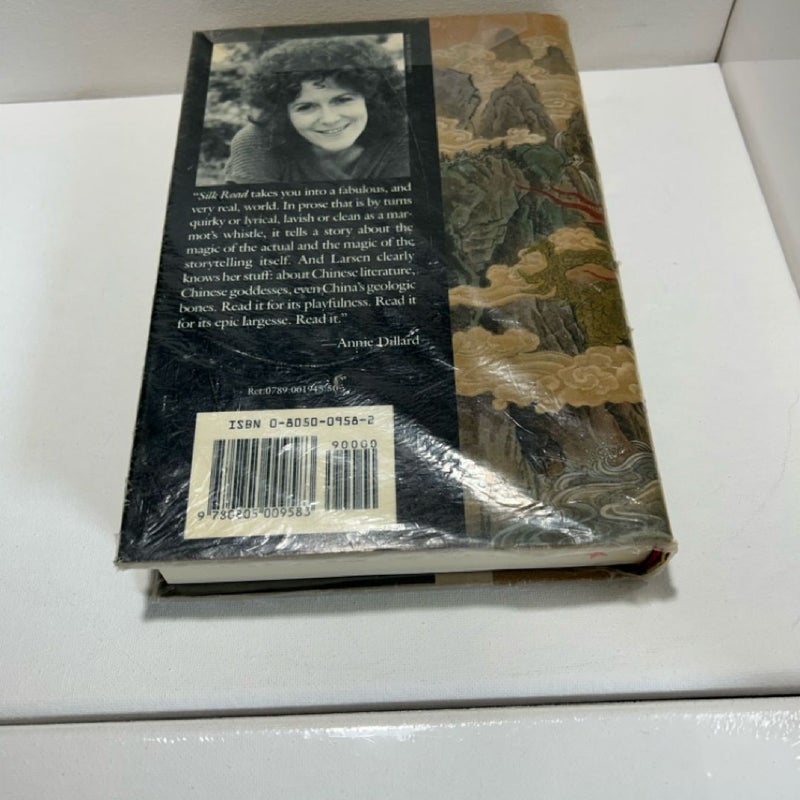 "Silk Road takes you into a fabulous, and
very real, world. In prose that is by turns
quirky or lyrical, lavish or clean as a mar-
mot's whistle, it tells a story about the
magic of the actual and the magic of the
storytelling itself. And Larsen clearly
knows her stuff: about Chinese literature,
Chinese goddesses, even China's geologic
bones. Read it for its playfulness. Read it
for its epic largesse. Read it."
—Annie Dillard
ISBN 0-8050-0958-2
90000
9 780805 009583